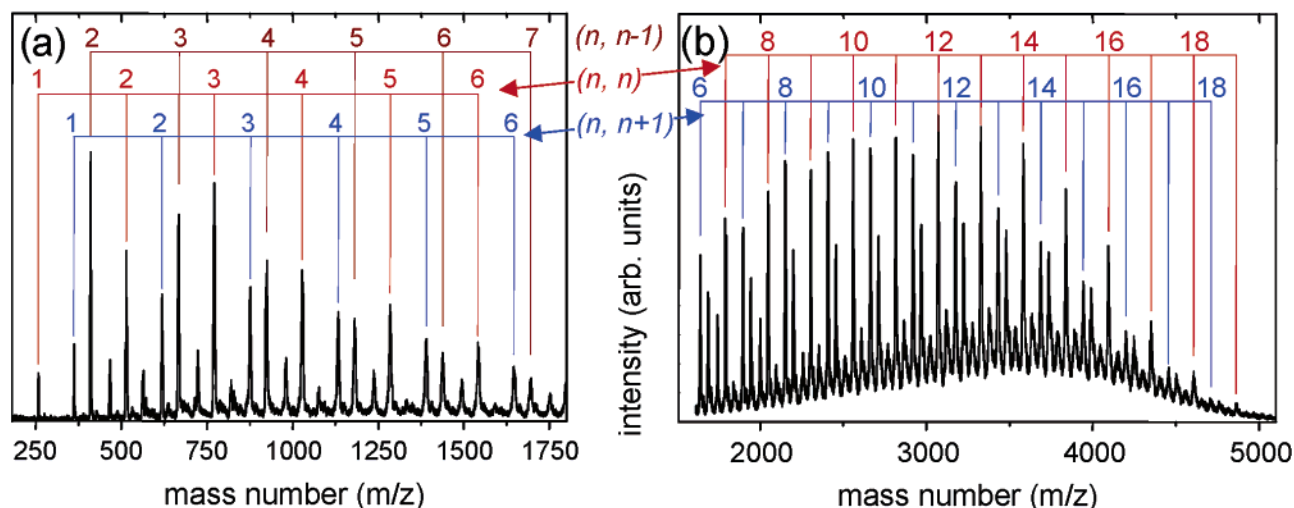 (a)
2 3 4 5 6 7 (n, n-1)
1 2 3 4 5 6 (n, n)
1 2 3 4 5 6 (n, n+1)
250 500 750 1000 1250 1500 1750
mass number (m/z)
(b)
8 10 12 14 16 18
6 8 10 12 14 16 18
intensity (arb. units)
2000 3000 4000 5000
mass number (m/z)